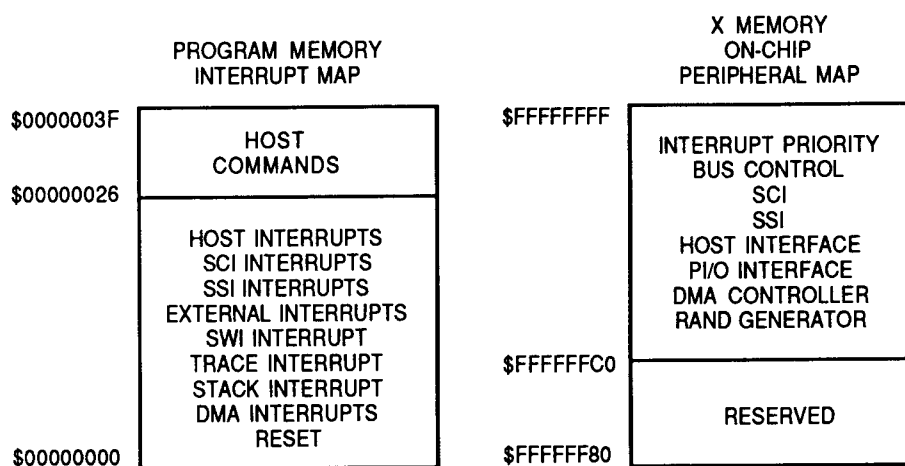 PROGRAM MEMORY
INTERRUPT MAP
$0000003F
HOST
COMMANDS
$00000026
HOST INTERRUPTS
SCI INTERRUPTS
SSI INTERRUPTS
EXTERNAL INTERRUPTS
SWI INTERRUPT
TRACE INTERRUPT
STACK INTERRUPT
DMA INTERRUPTS
RESET
$00000000
X MEMORY
ON-CHIP
PERIPHERAL MAP
$FFFFFFFF
INTERRUPT PRIORITY
BUS CONTROL
SCI
SSI
HOST INTERFACE
PI/O INTERFACE
DMA CONTROLLER
RAND GENERATOR
$FFFFFFC0
RESERVED
$FFFFFF80